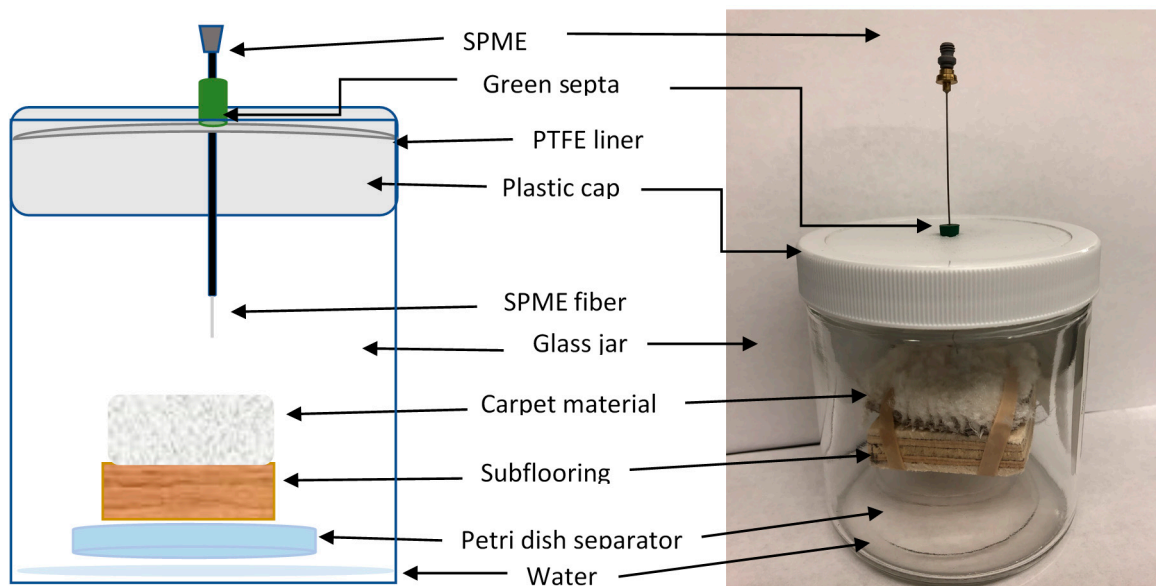 SPME
Green septa
PTFE liner
Plastic cap
SPME fiber
Glass jar
Carpet material
Subflooring
Petri dish separator
Water